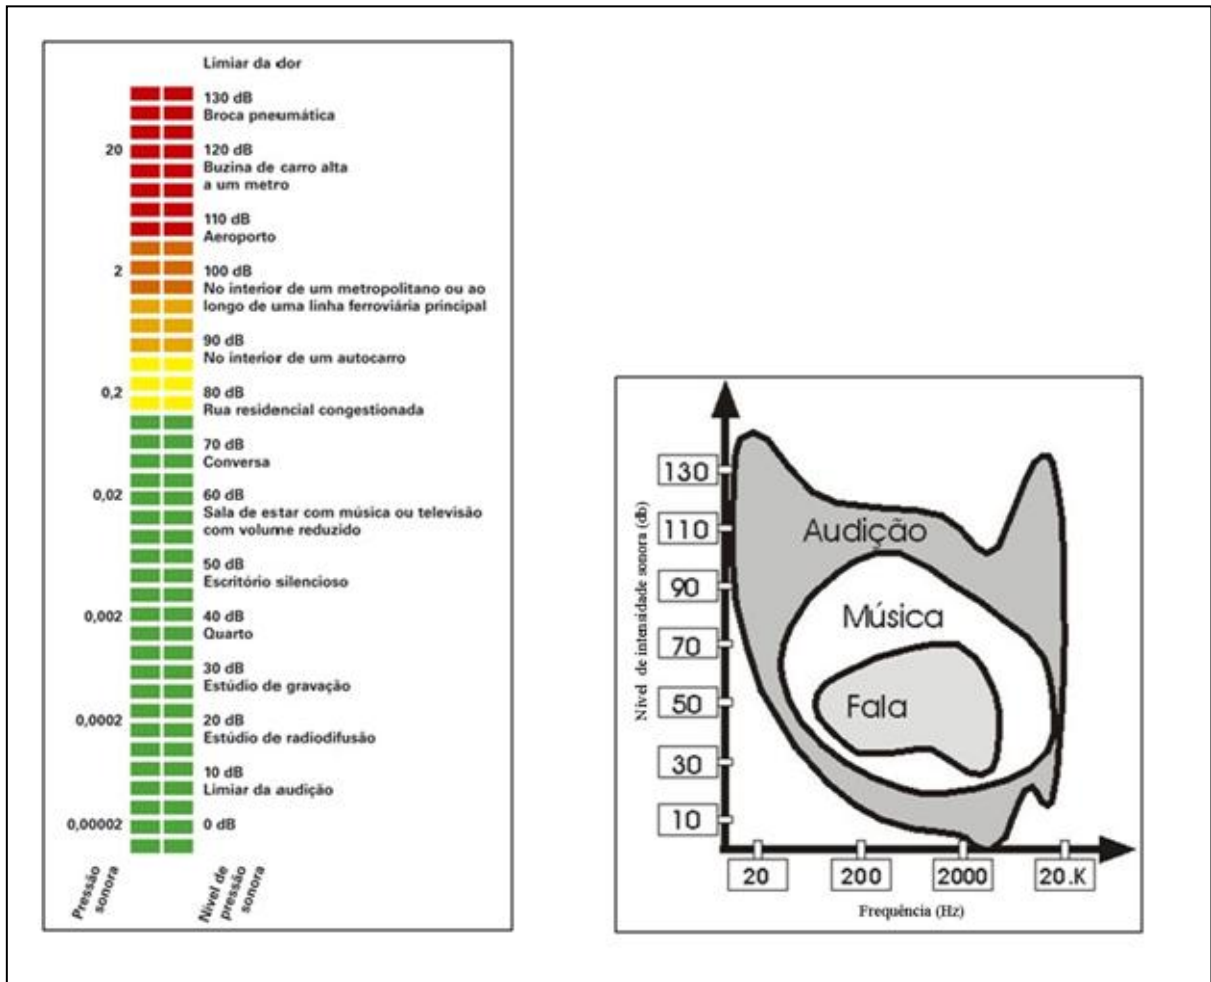 Limiar da dor
130 dB
Broca pneumática
20
120 dB
Buzina de carro alta
a um metro
110 dB
Aeroporto
2
100 dB
No interior de um metropolitano ou ao
longo de uma linha ferroviária principal
90 dB
No interior de um autocarro
0,2
80 dB
Rua residencial congestionada
70 dB
Conversa
0,02
60 dB
Sala de estar com música ou televisão
com volume reduzido
50 dB
Escritório silencioso
0,002
40 dB
Quarto
30 dB
Estúdio de gravação
0,0002
20 dB
Estúdio de radiodifusão
10 dB
Limiar da audição
0,00002
0 dB
Pressão
sonora
Nível de
pressão
sonora
Nível de intensidade sonora (db)
130
110
90
70
50
30
10
Audição
Música
Fala
20
200
2000
20.K
Frequência (Hz)